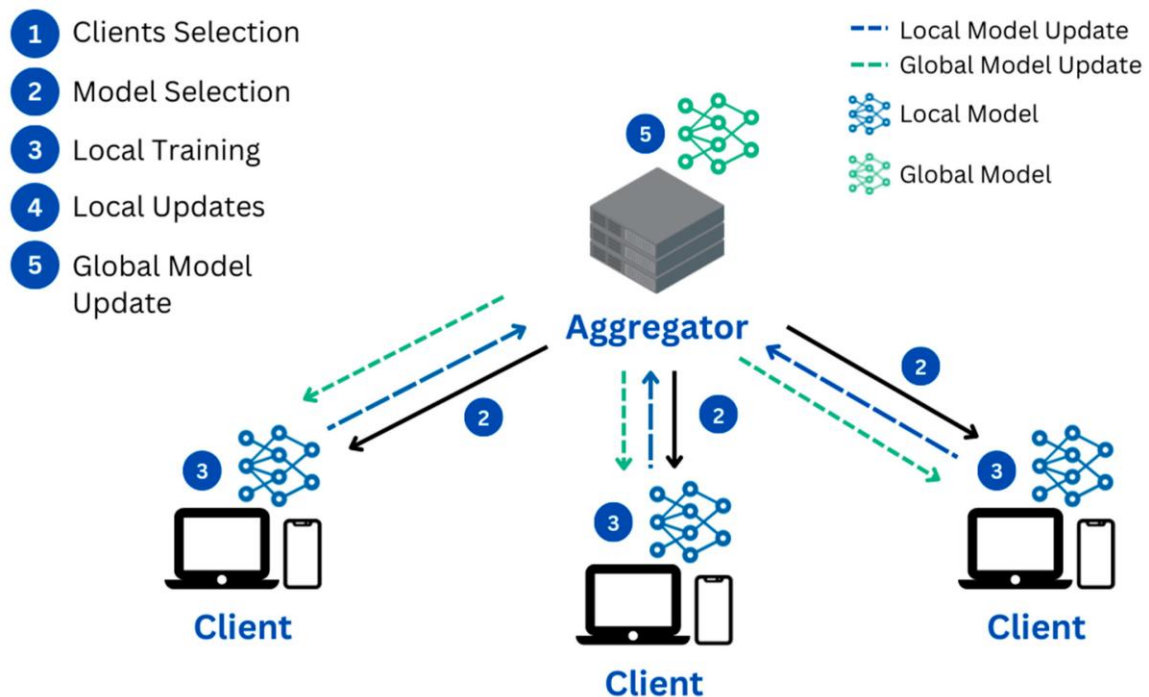 1 Clients Selection
2 Model Selection
3 Local Training
4 Local Updates
5 Global Model
Update
Local Model Update
Global Model Update
Local Model
Global Model
5
Aggregator
2
2
2
3
3
3
Client
Client
Client